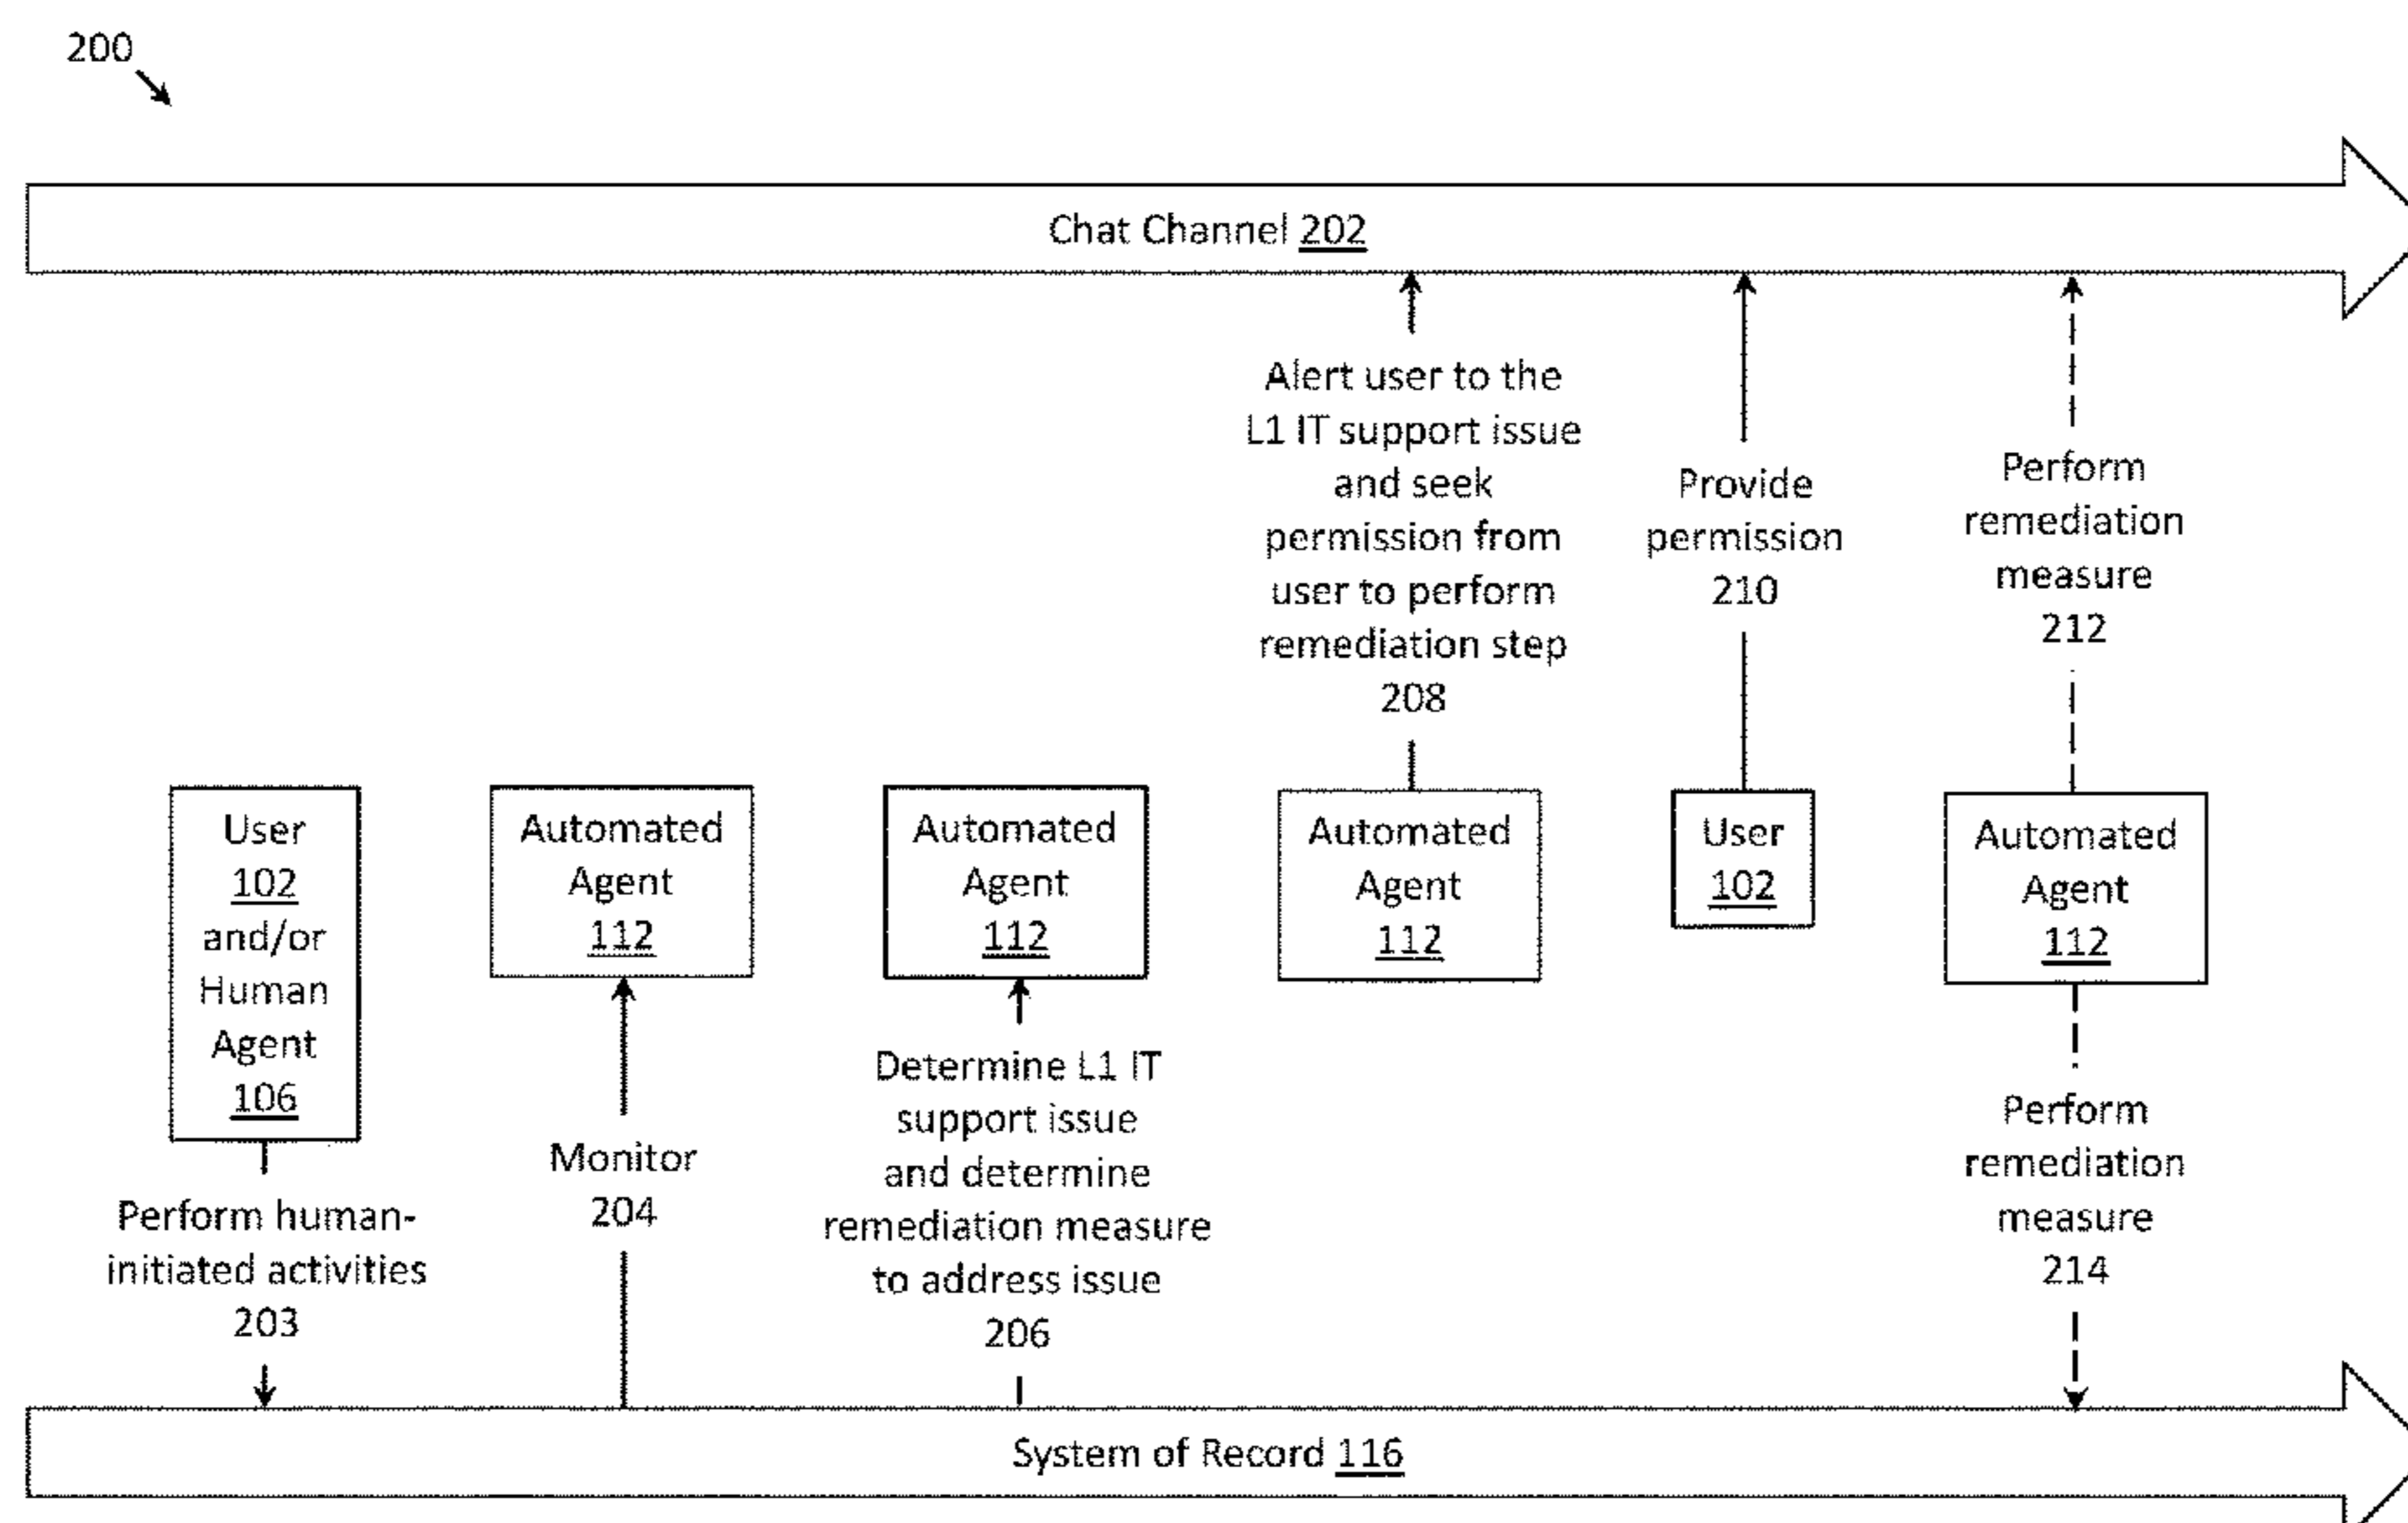 200
Chat Channel 202
Alert user to the
L1 IT support issue
and seek
permission from
user to perform
remediation step
208
Provide
permission
210
Perform
remediation
measure
212
User
102
and/or
Human
Agent
106
Automated
Agent
112
Automated
Agent
112
Automated
Agent
112
User
102
Automated
Agent
112
Perform human-
initiated activities
203
Monitor
204
Determine L1 IT
support issue
and determine
remediation measure
to address issue
206
Perform
remediation
measure
214
System of Record 116